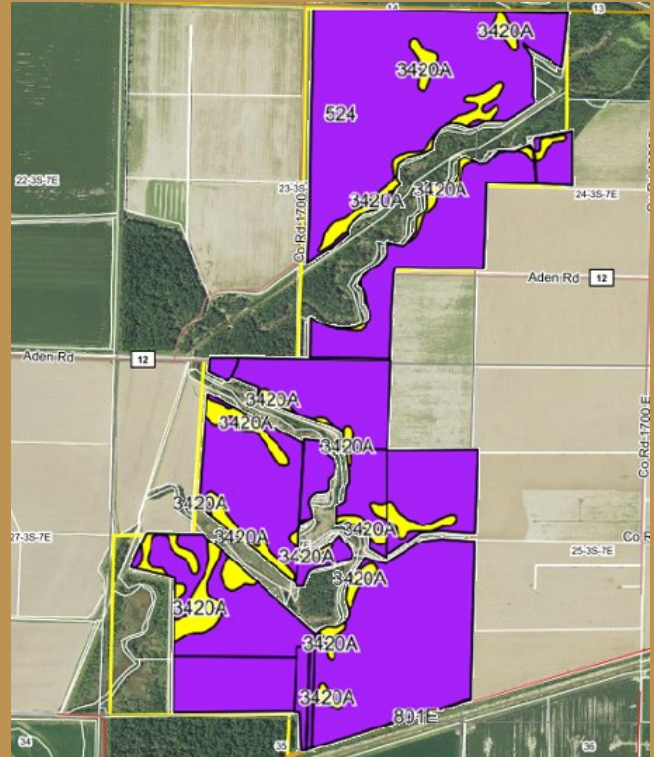 14
13
3420A
3420A
524
22-3S-7E
23-3S-
24-3S-7E
3420A
3420A
Co Rd 1700
Aden Rd 12
Aden Rd 12
3420A
3420A
3420A
Co Rd 1700 E
3420A
3420A
3420A
27-3S-7E
7E
3420A
Co R
25-3S-7E
3420A
3420A
3420A
3420A
801E
34
35
36